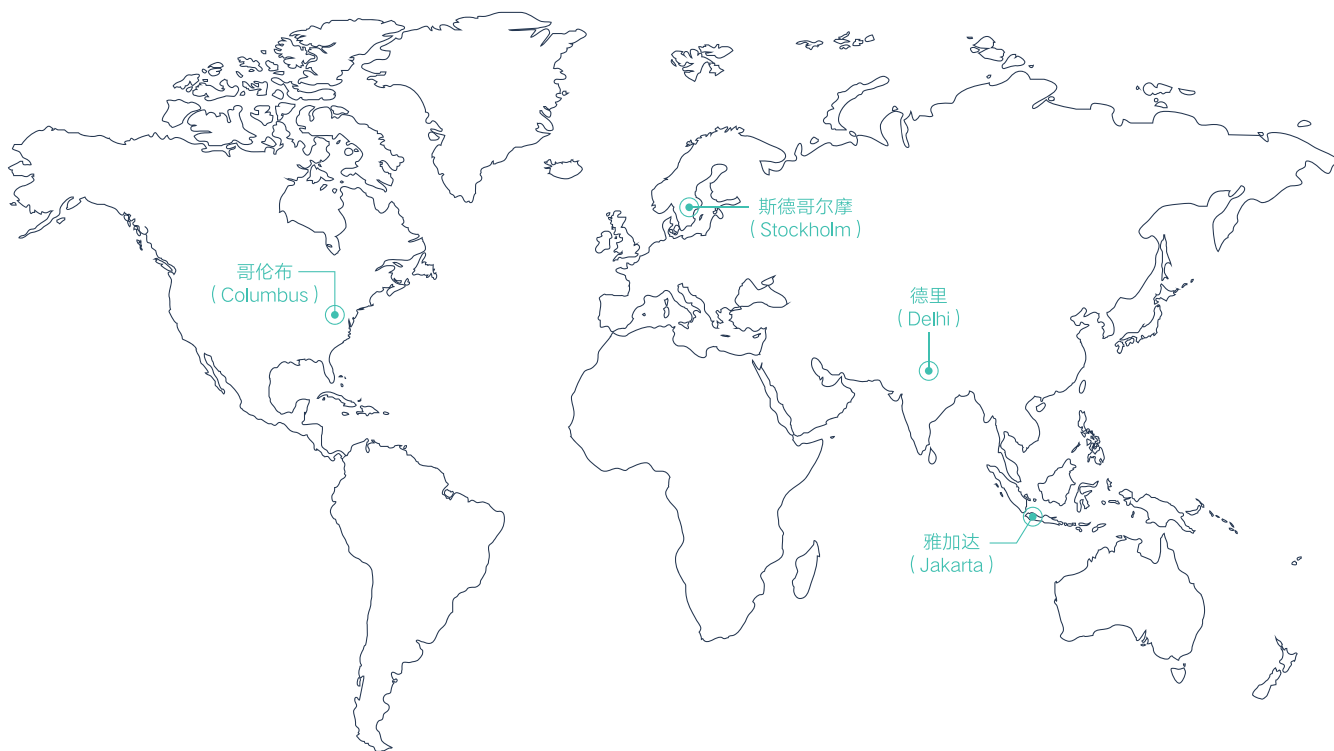 斯德哥尔摩
（Stockholm）
哥伦布
（Columbus）
德里
（Delhi）
雅加达
（Jakarta）